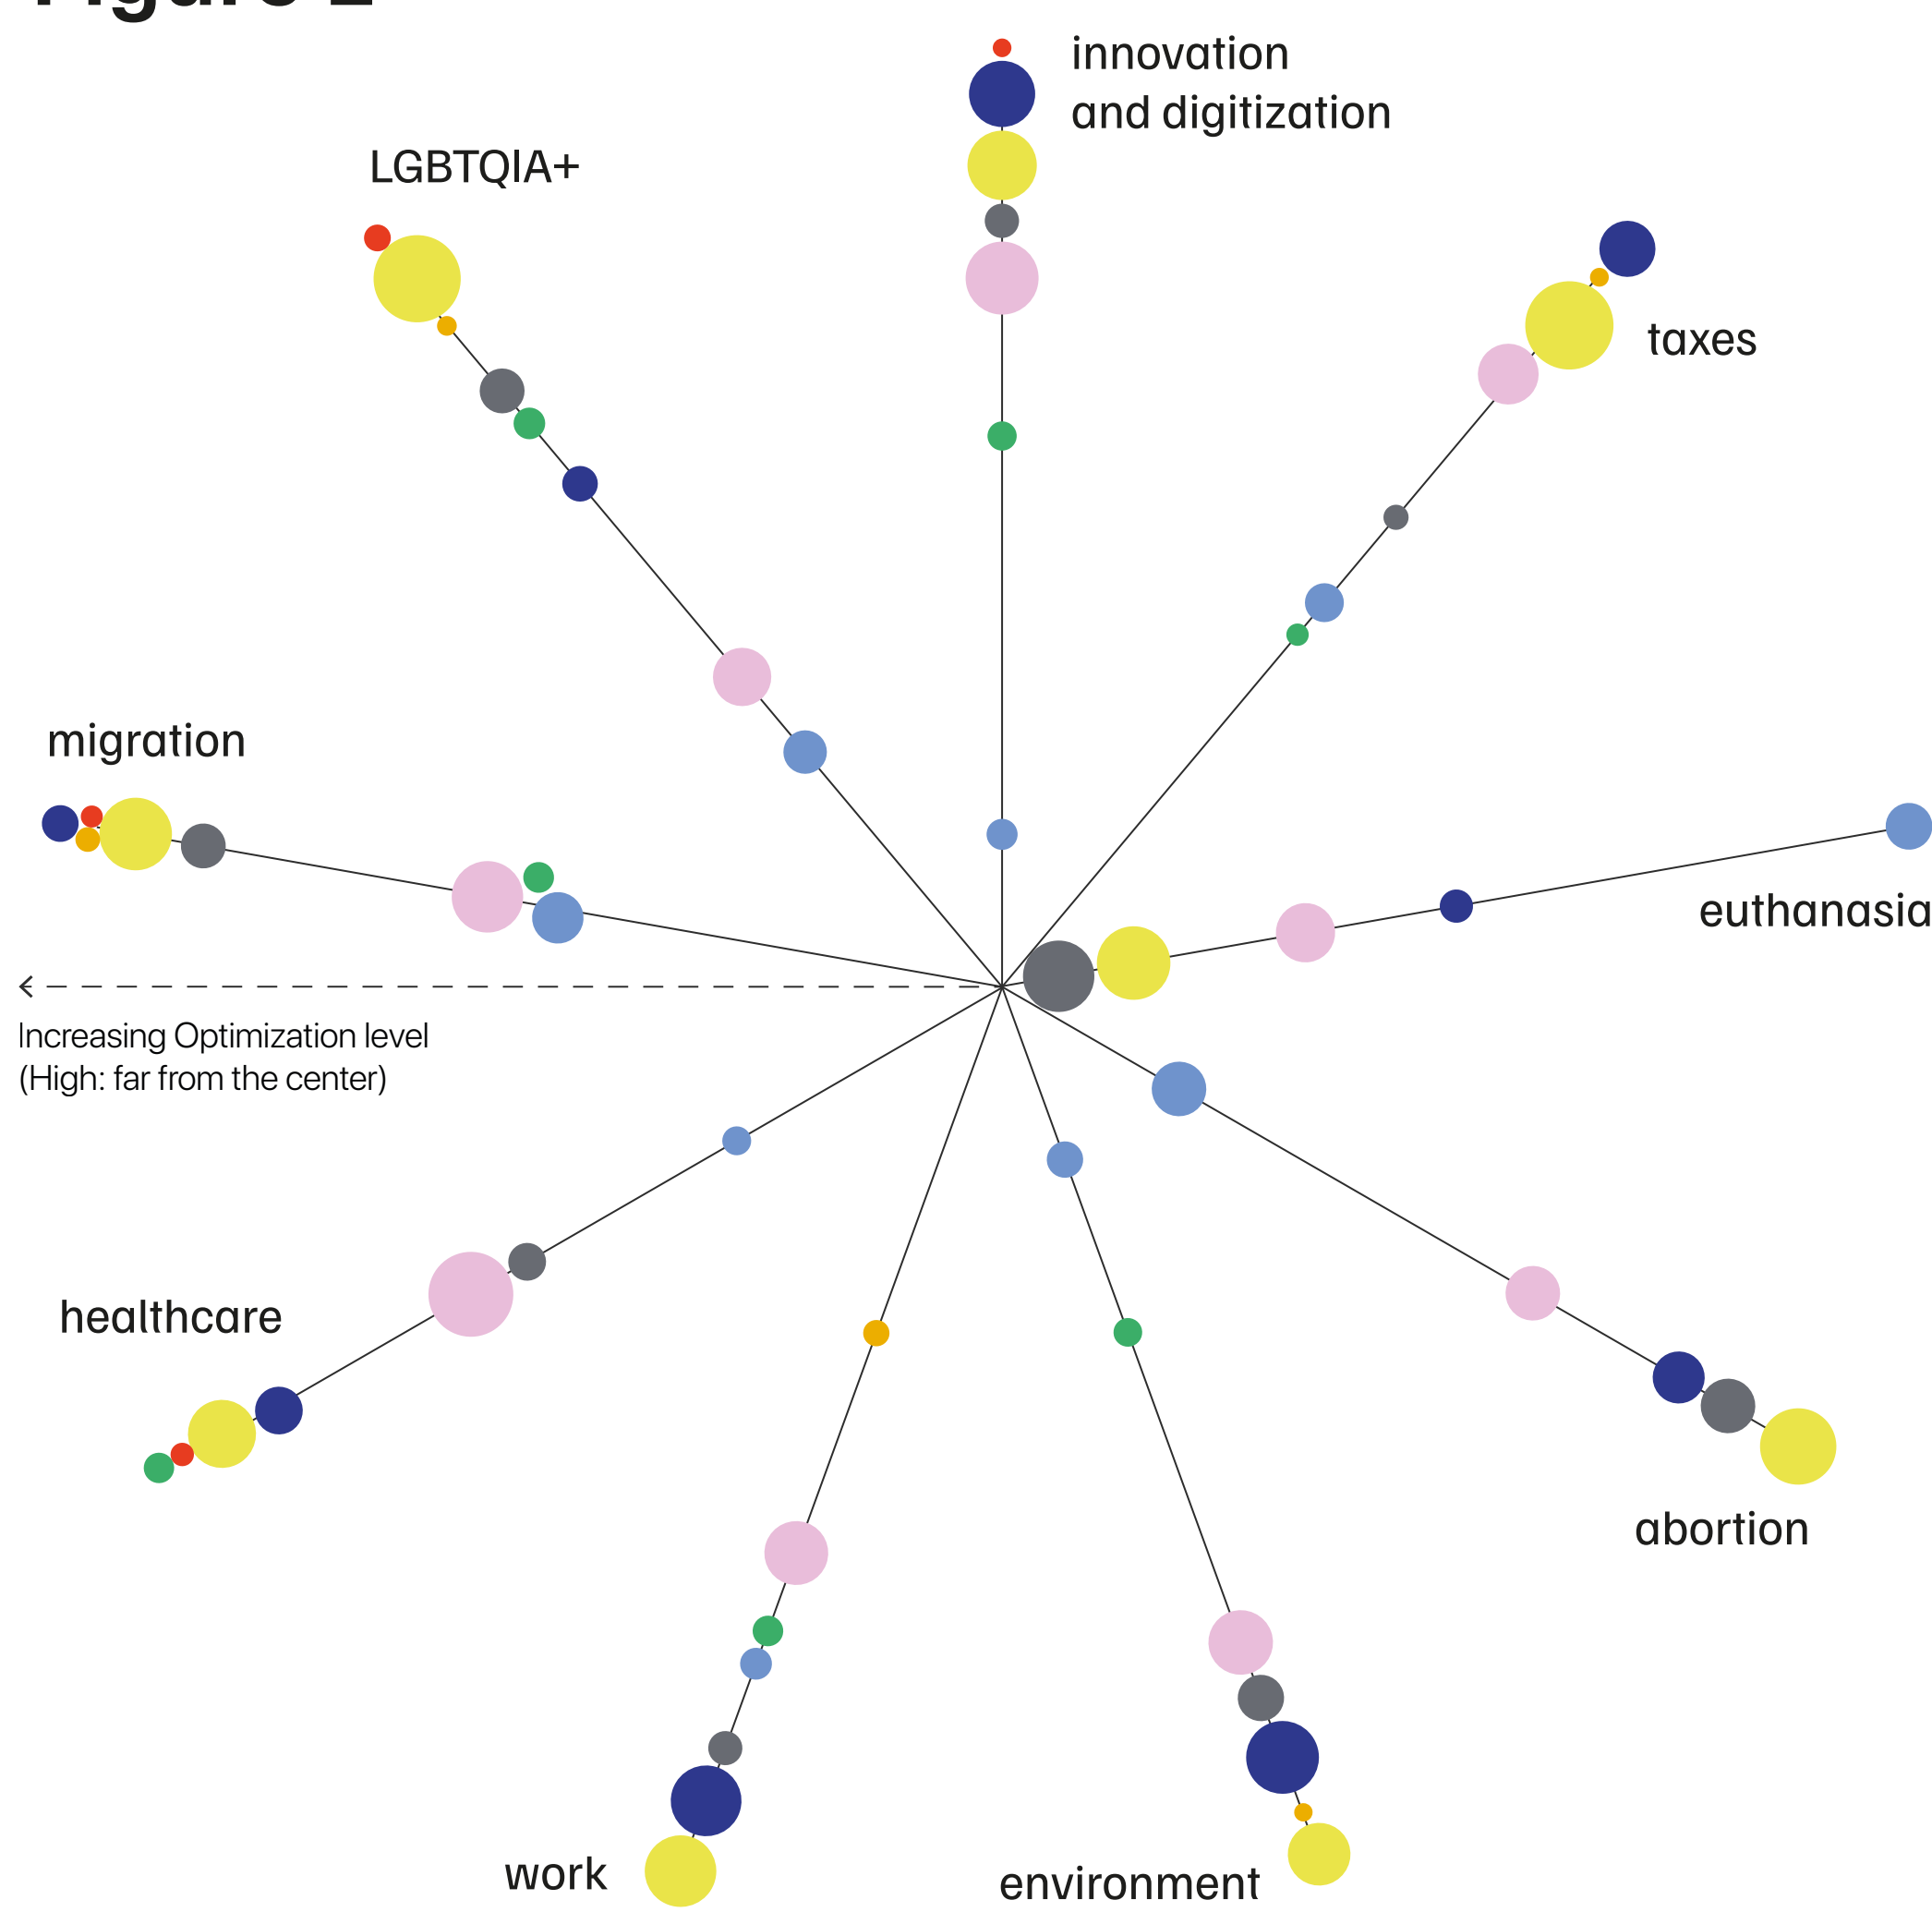 innovation
and digitization
LGBTQIA+
taxes
migration
euthanasia
Increasing Optimization level
(High: far from the center)
healthcare
abortion
work
environment